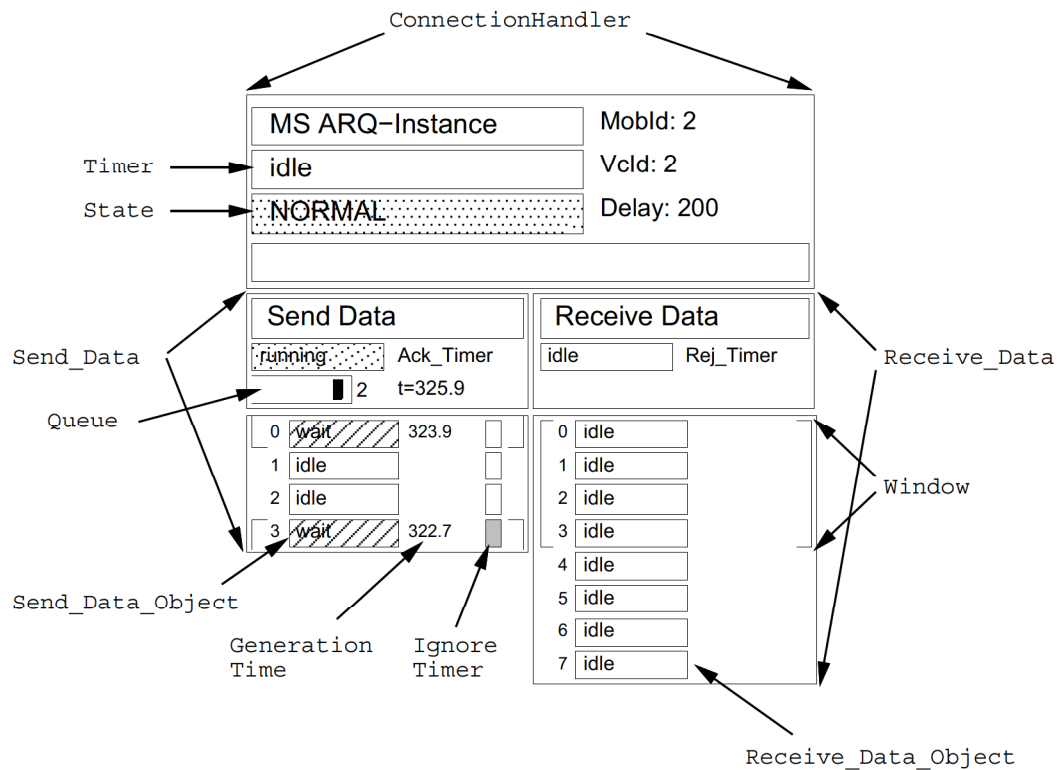 ConnectionHandler
MS ARQ−Instance
MobId: 2
Timer
idle
VcId: 2
State
NORMAL
Delay: 200
Send Data
Receive Data
Send_Data
running
Ack_Timer
idle
Rej_Timer
Receive_Data
2
t=325.9
Queue
0 wait 323.9
0 idle
1 idle
1 idle
2 idle
2 idle
Window
3 wait 322.7
3 idle
4 idle
Send_Data_Object
5 idle
6 idle
Generation
Time
Ignore
Timer
7 idle
Receive_Data_Object